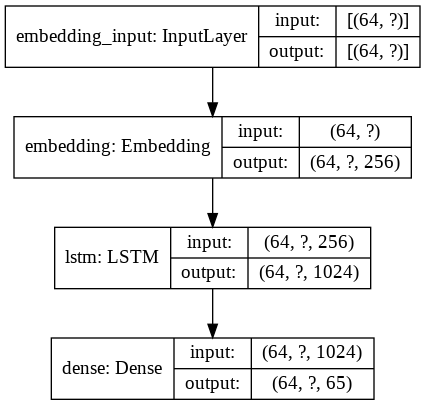 embedding_input: InputLayer
input:
[(64, ?)]
output:
[(64, ?)]
embedding: Embedding
input:
(64, ?)
output:
(64, ?, 256)
lstm: LSTM
input:
(64, ?, 256)
output:
(64, ?, 1024)
dense: Dense
input:
(64, ?, 1024)
output:
(64, ?, 65)